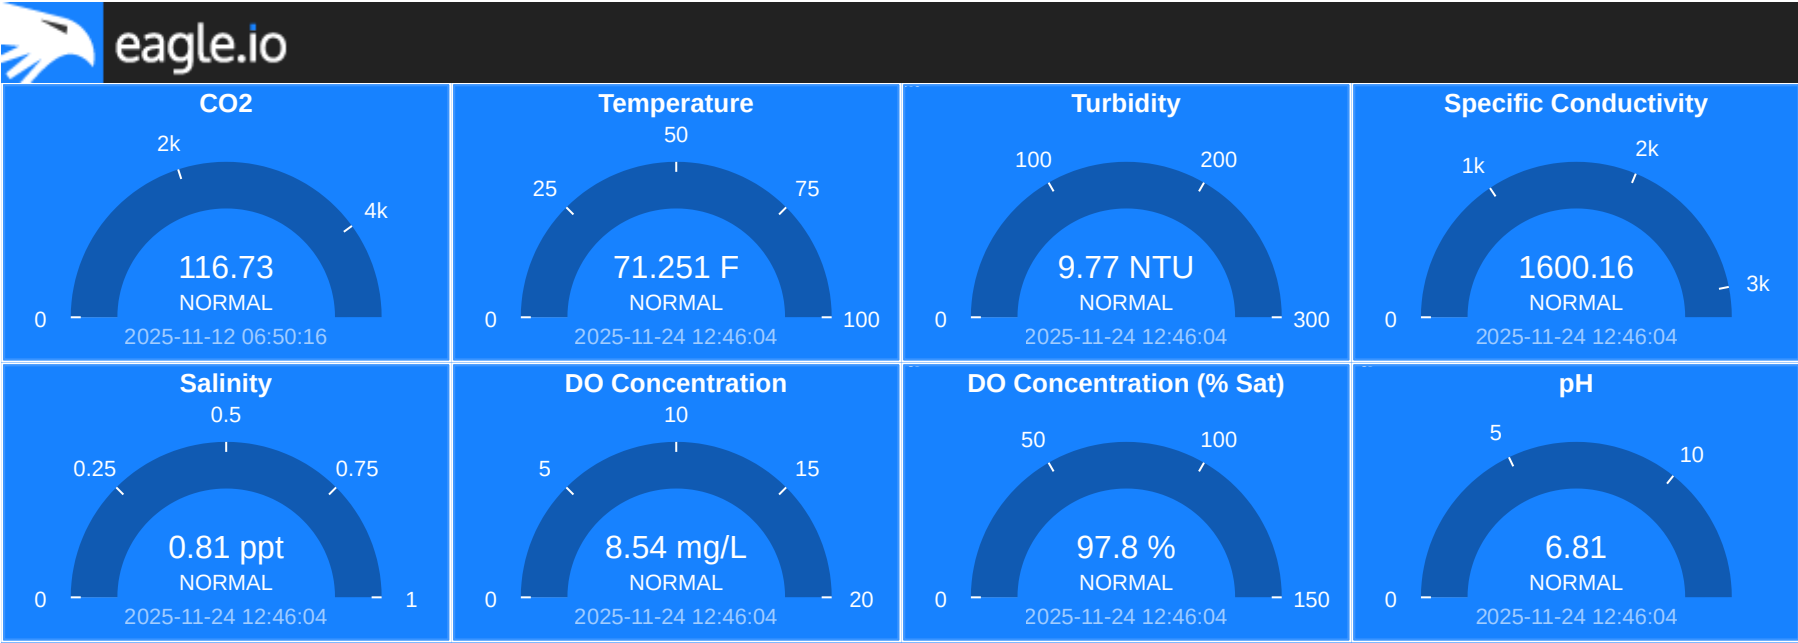 eagle.io
CO2
2k
4k
0
116.73
NORMAL
2025-11-12 06:50:16
Temperature
50
25
75
0
100
71.251 F
NORMAL
2025-11-24 12:46:04
Turbidity
100
200
0
300
9.77 NTU
NORMAL
2025-11-24 12:46:04
Specific Conductivity
2k
1k
3k
0
1600.16
NORMAL
2025-11-24 12:46:04
Salinity
0.5
0.25
0.75
0
1
0.81 ppt
NORMAL
2025-11-24 12:46:04
DO Concentration
10
5
15
0
20
8.54 mg/L
NORMAL
2025-11-24 12:46:04
DO Concentration (% Sat)
50
100
0
150
97.8 %
NORMAL
2025-11-24 12:46:04
pH
5
10
0
6.81
NORMAL
2025-11-24 12:46:04